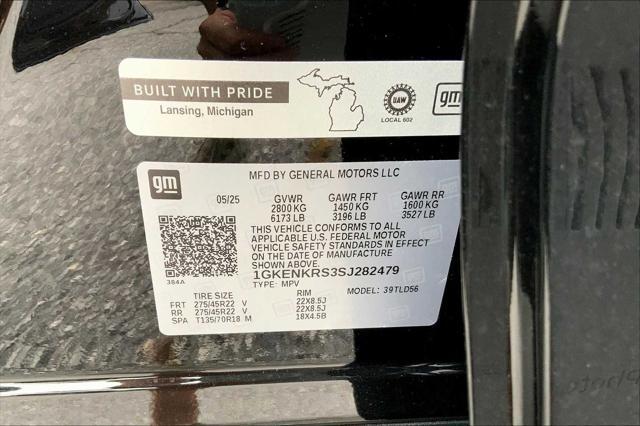 BUILT WITH PRIDE
Lansing, Michigan
UAW
LOCAL 602
gm
gm
MFD BY GENERAL MOTORS LLC
05/25 GVWR GAWR FRT GAWR RR
2800 KG 1450 KG 1600 KG
6173 LB 3196 LB 3527 LB
THIS VEHICLE CONFORMS TO ALL
APPLICABLE U.S. FEDERAL MOTOR
VEHICLE SAFETY STANDARDS IN EFFECT
ON THE DATE OF MANUFACTURE
SHOWN ABOVE.
1GKENKRS3SJ282479
384A
TYPE: MPV MODEL: 39TLD56
TIRE SIZE RIM
FRT 275/45R22 V 22X8.5J
RR 275/45R22 V 22X8.5J
SPA T135/70R18 M 18X4.5B